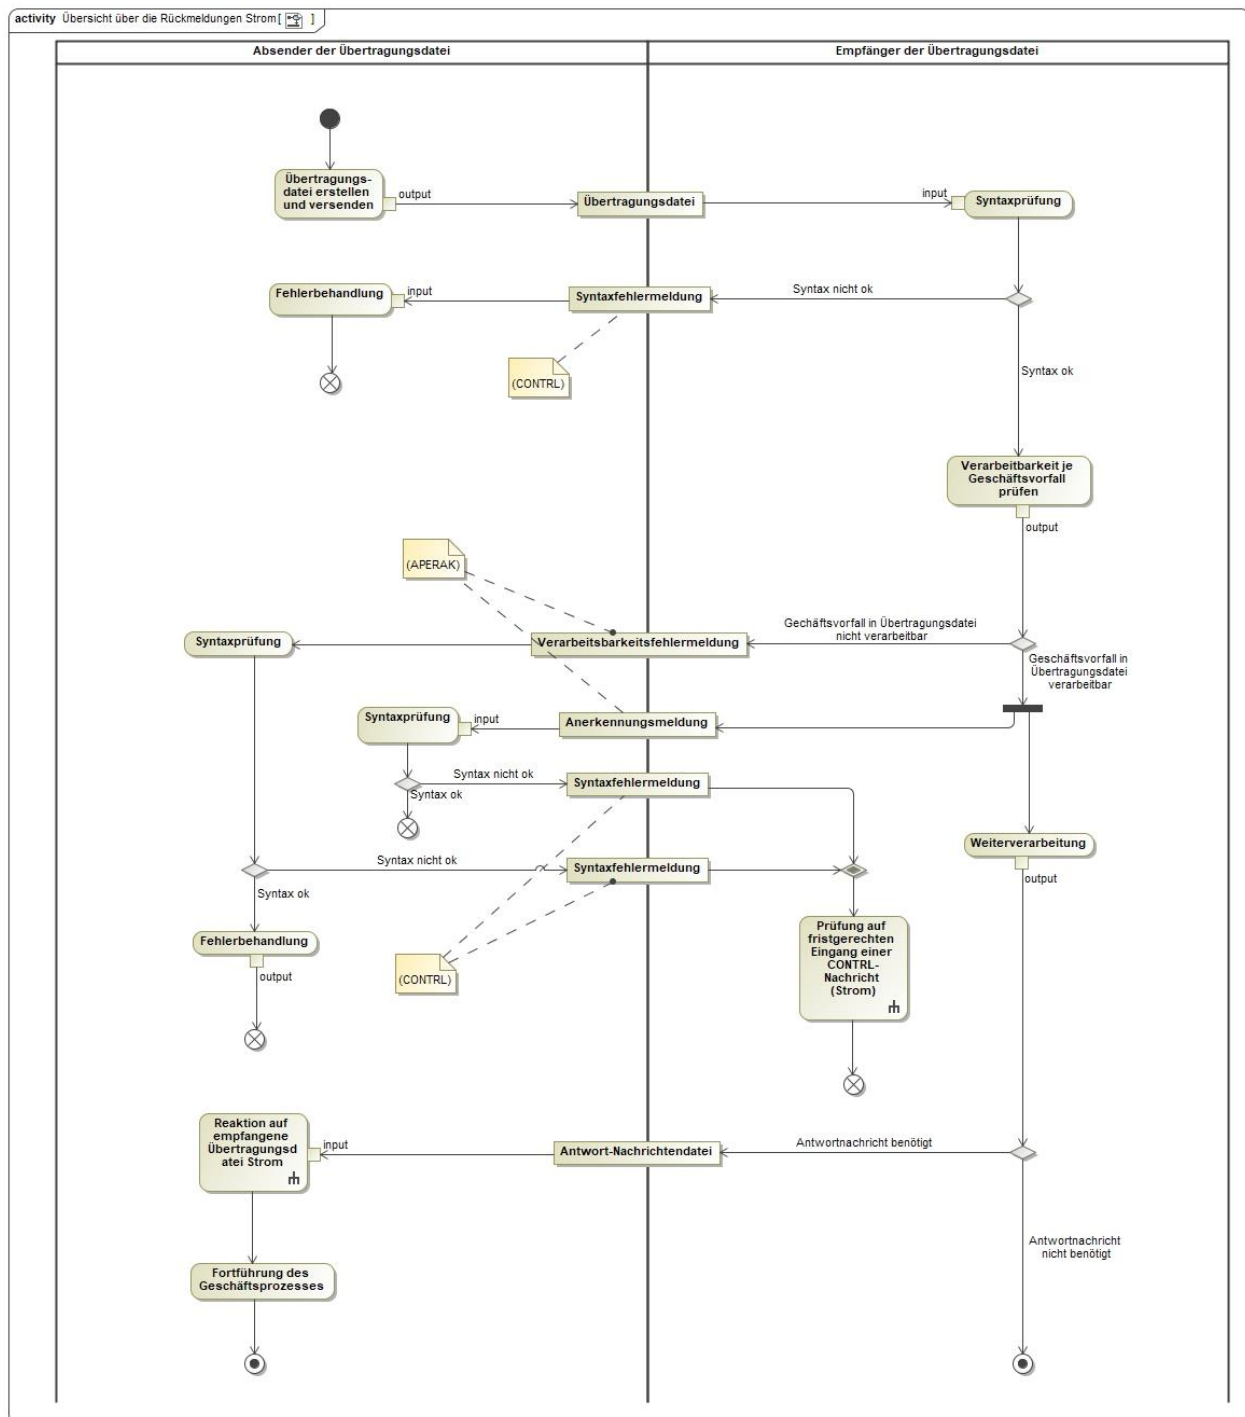 activity Übersicht über die Rückmeldungen Strom [ ]
Absender der Übertragungsdatei
Empfänger der Übertragungsdatei
Übertragungs-
datei erstellen
und versenden
output
Übertragungsdatei
input
Syntaxprüfung
Fehlerbehandlung
input
Syntaxfehlermeldung
Syntax nicht ok
(CONTRL)
Syntax ok
Verarbeitbarkeit je
Geschäftsvorfall
prüfen
output
(APERAK)
Syntaxprüfung
Verarbeitsbarkeitsfehlermeldung
Gechäftsvorfall in Übertragungsdatei
nicht verarbeitbar
Geschäftsvorfall in
Übertragungsdatei
verarbeitbar
Syntaxprüfung
input
Anerkennungsmeldung
Syntax nicht ok
Syntaxfehlermeldung
Syntax ok
Weiterverarbeitung
output
Syntax nicht ok
Syntaxfehlermeldung
Syntax ok
Fehlerbehandlung
output
(CONTRL)
Prüfung auf
fristgerechten
Eingang einer
CONTRL-
Nachricht
(Strom)
Reaktion auf
empfangene
Übertragungsd
atei Strom
input
Antwort-Nachrichtendatei
Antwortnachricht benötigt
Antwortnachricht
nicht benötigt
Fortführung des
Geschäftsprozesses